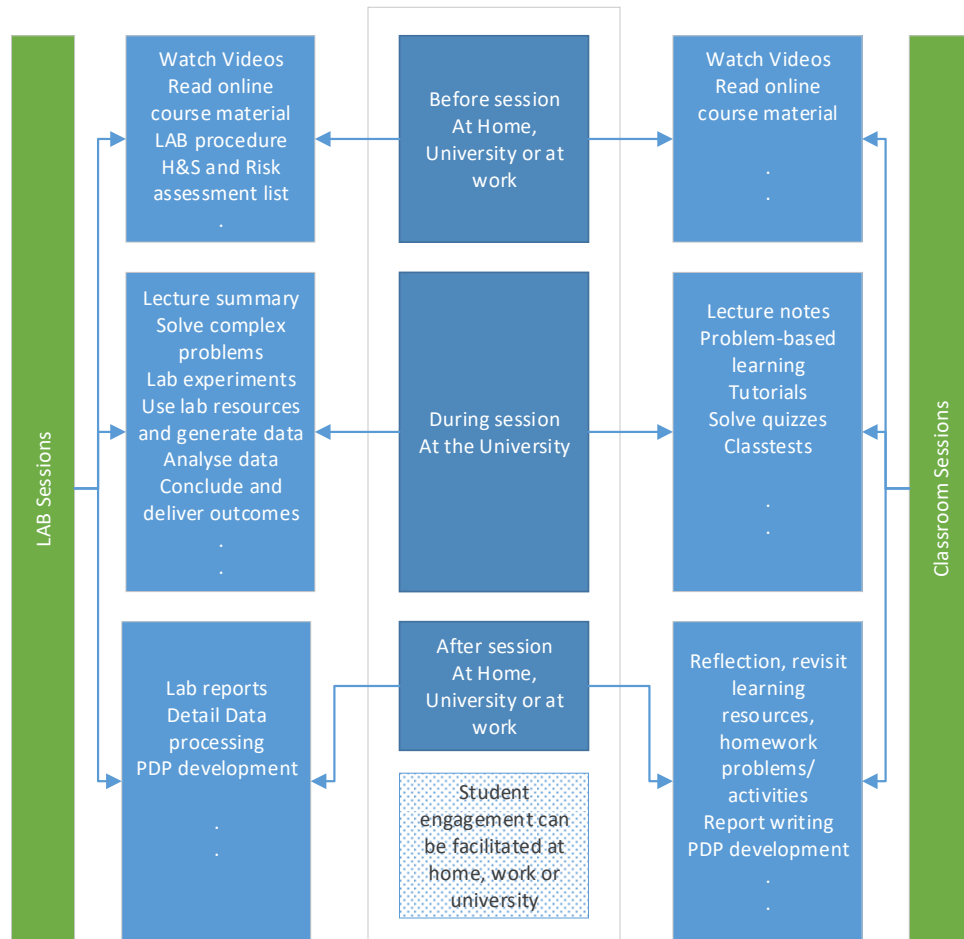 LAB Sessions
Watch Videos
Read online
course material
LAB procedure
H&S and Risk
assessment list
.
Before session
At Home,
University or at
work
Watch Videos
Read online
course material
.
.
Lecture summary
Solve complex
problems
Lab experiments
Use lab resources
and generate data
Analyse data
Conclude and
deliver outcomes
.
.
During session
At the University
Lecture notes
Problem-based
learning
Tutorials
Solve quizzes
Classtests
.
.
Lab reports
Detail Data
processing
PDP development
.
.
After session
At Home,
University or at
work
Student
engagement can
be facilitated at
home, work or
university
Reflection, revisit
learning
resources,
homework
problems/
activities
Report writing
PDP development
.
.
Classroom Sessions